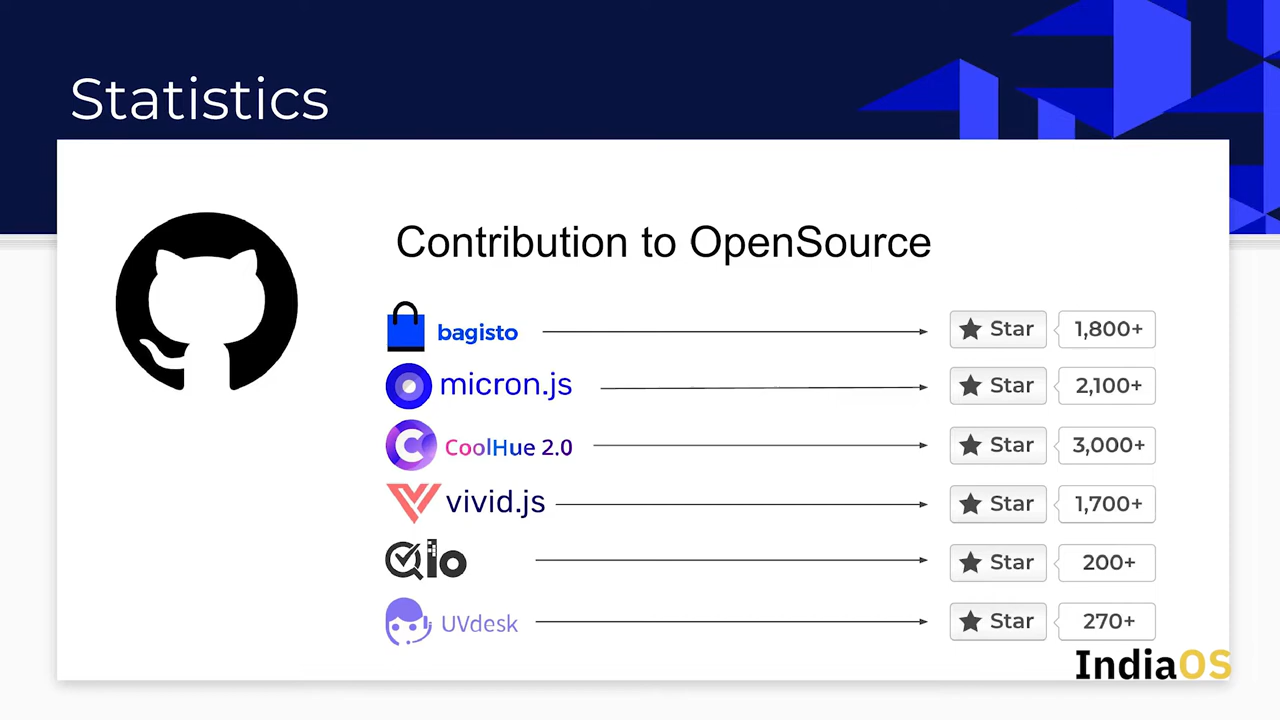 Statistics
Contribution to OpenSource
bagisto Star 1,800+
micron.js Star 2,100+
CoolHue 2.0 Star 3,000+
vivid.js Star 1,700+
Qlo Star 200+
UVdesk Star 270+
IndiaOS